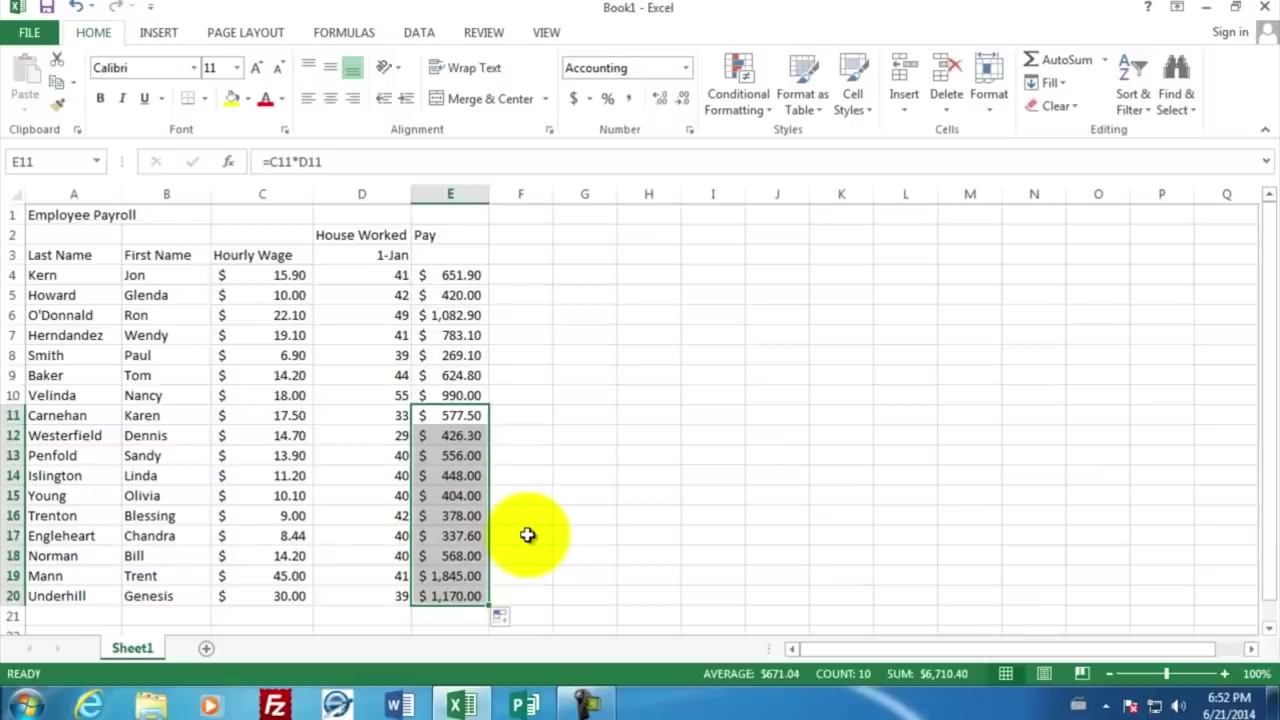 Book1 - Excel
Sign in
FILE HOME INSERT PAGE LAYOUT FORMULAS DATA REVIEW VIEW
Paste
Clipboard
Calibri 11
B I U
Font
Wrap Text
Merge & Center
Alignment
Accounting
$ % ,
Number
Conditional Formatting
Format as Table
Cell Styles
Styles
Insert Delete Format
Cells
AutoSum
Fill
Clear
Sort & Filter
Find & Select
Editing
E11 fx =C11*D11
A B C D E F G H I J K L M N O P Q
1 Employee Payroll
2 House Worked Pay
3 Last Name First Name Hourly Wage 1-Jan
4 Kern Jon $ 15.90 41 $ 651.90
5 Howard Glenda $ 10.00 42 $ 420.00
6 O'Donnald Ron $ 22.10 49 $ 1,082.90
7 Herndandez Wendy $ 19.10 41 $ 783.10
8 Smith Paul $ 6.90 39 $ 269.10
9 Baker Tom $ 14.20 44 $ 624.80
10 Velinda Nancy $ 18.00 55 $ 990.00
11 Carnehan Karen $ 17.50 33 $ 577.50
12 Westerfield Dennis $ 14.70 29 $ 426.30
13 Penfold Sandy $ 13.90 40 $ 556.00
14 Islington Linda $ 11.20 40 $ 448.00
15 Young Olivia $ 10.10 40 $ 404.00
16 Trenton Blessing $ 9.00 42 $ 378.00
17 Engleheart Chandra $ 8.44 40 $ 337.60
18 Norman Bill $ 14.20 40 $ 568.00
19 Mann Trent $ 45.00 41 $ 1,845.00
20 Underhill Genesis $ 30.00 39 $ 1,170.00
21
Sheet1
READY AVERAGE: $671.04 COUNT: 10 SUM: $6,710.40 100%
6:52 PM
6/21/2014